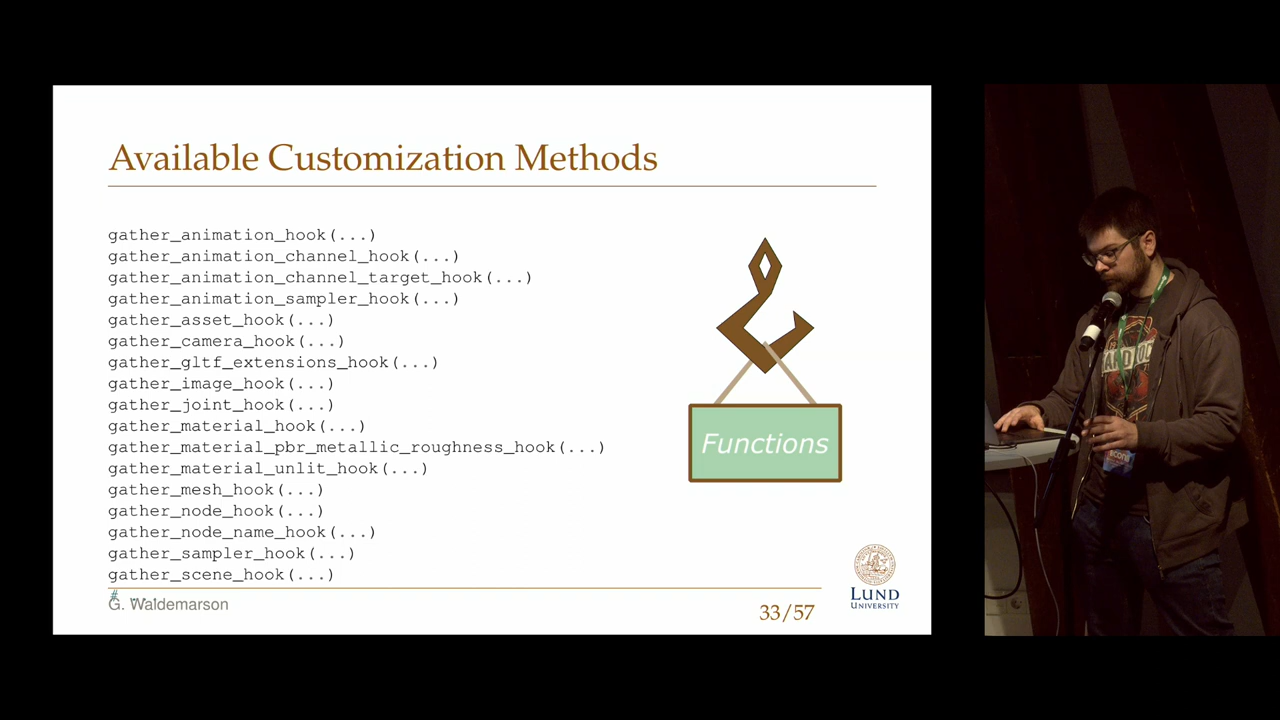 Available Customization Methods
gather_animation_hook(...)
gather_animation_channel_hook(...)
gather_animation_channel_target_hook(...)
gather_animation_sampler_hook(...)
gather_asset_hook(...)
gather_camera_hook(...)
gather_gltf_extensions_hook(...)
gather_image_hook(...)
gather_joint_hook(...)
gather_material_hook(...)
gather_material_pbr_metallic_roughness_hook(...)
gather_material_unlit_hook(...)
gather_mesh_hook(...)
gather_node_hook(...)
gather_node_name_hook(...)
gather_sampler_hook(...)
gather_scene_hook(...)
#
Functions
G. Waldemarson
33/57
LUND
UNIVERSITY